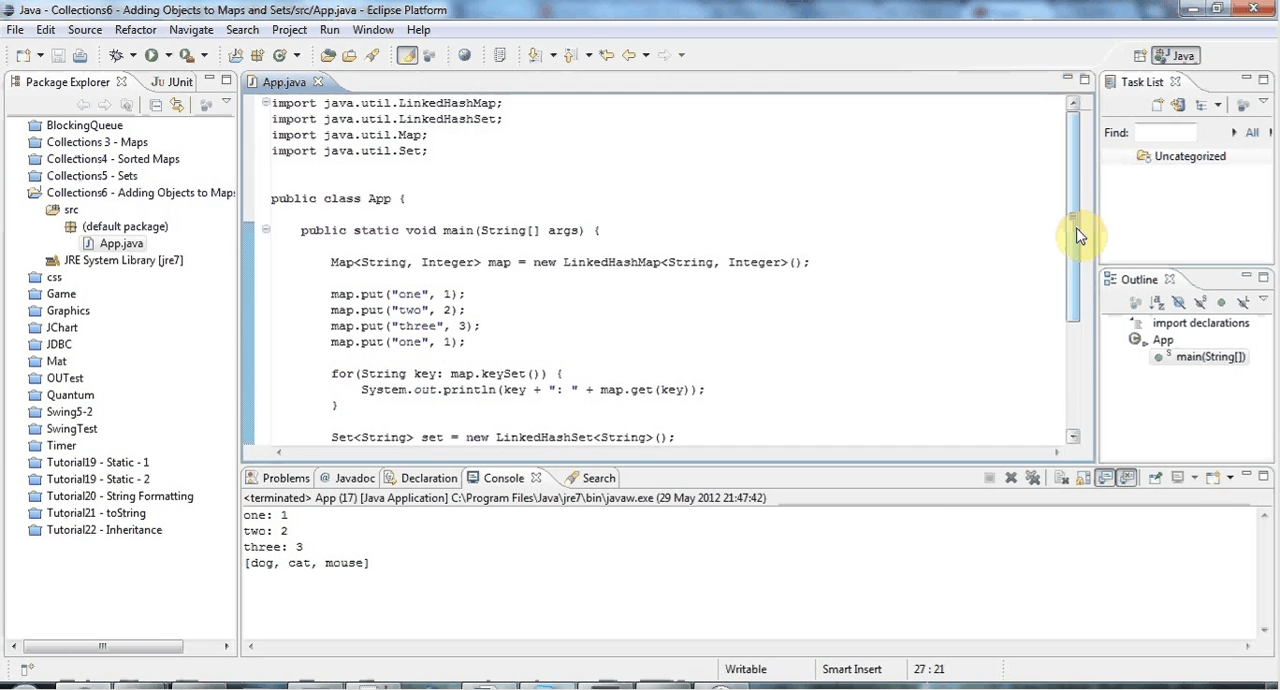 Java - Collections6 - Adding Objects to Maps and Sets/src/App.java - Eclipse Platform
File Edit Source Refactor Navigate Search Project Run Window Help
Java
Package Explorer
Ju JUnit
BlockingQueue
Collections 3 - Maps
Collections4 - Sorted Maps
Collections5 - Sets
Collections6 - Adding Objects to Maps
src
(default package)
App.java
JRE System Library [jre7]
css
Game
Graphics
JChart
JDBC
Mat
OUTest
Quantum
Swing5-2
SwingTest
Timer
Tutorial19 - Static - 1
Tutorial19 - Static - 2
Tutorial20 - String Formatting
Tutorial21 - toString
Tutorial22 - Inheritance
App.java
import java.util.LinkedHashMap;
import java.util.LinkedHashSet;
import java.util.Map;
import java.util.Set;
public class App {
public static void main(String[] args) {
Map<String, Integer> map = new LinkedHashMap<String, Integer>();
map.put("one", 1);
map.put("two", 2);
map.put("three", 3);
map.put("one", 1);
for(String key: map.keySet()) {
System.out.println(key + ": " + map.get(key));
}
Set<String> set = new LinkedHashSet<String>();
Task List
Find: All
Uncategorized
Outline
import declarations
App
main(String[])
Problems @ Javadoc Declaration Console Search
<terminated> App (17) [Java Application] C:\Program Files\Java\jre7\bin\javaw.exe (29 May 2012 21:47:42)
one: 1
two: 2
three: 3
[dog, cat, mouse]
Writable Smart Insert 27 : 21